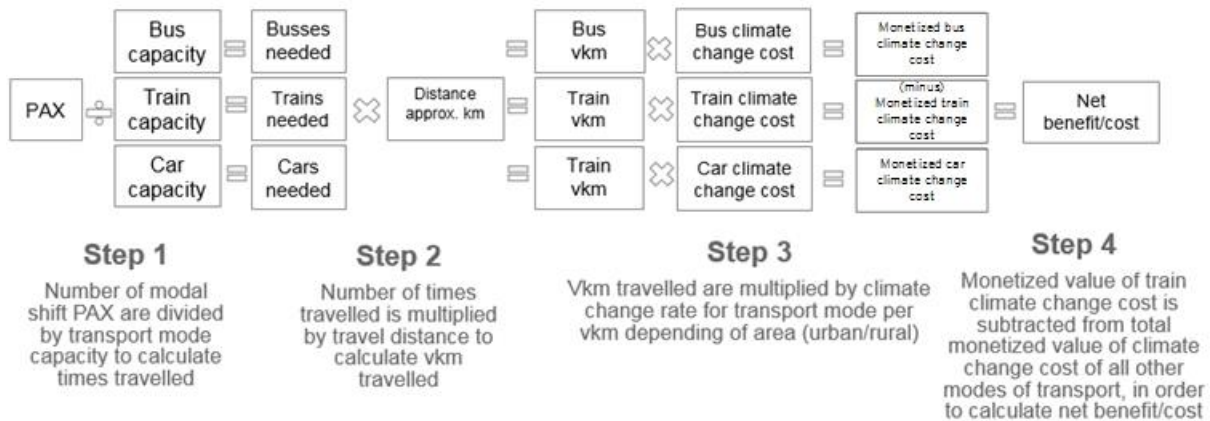 Bus
capacity
Busses
needed
Bus
vkm
Bus climate
change cost
Monetized bus
climate change
cost
PAX
Train
capacity
Trains
needed
Distance
approx. km
Train
vkm
Train climate
change cost
(minus)
Monetized train
climate change
cost
Net
benefit/cost
Car
capacity
Cars
needed
Train
vkm
Car climate
change cost
Monetized car
climate change
cost
Step 1
Number of modal
shift PAX are divided
by transport mode
capacity to calculate
times travelled
Step 2
Number of times
travelled is multiplied
by travel distance to
calculate vkm
travelled
Step 3
Vkm travelled are multiplied by climate
change rate for transport mode per
vkm depending of area (urban/rural)
Step 4
Monetized value of train
climate change cost is
subtracted from total
monetized value of climate
change cost of all other
modes of transport, in order
to calculate net benefit/cost